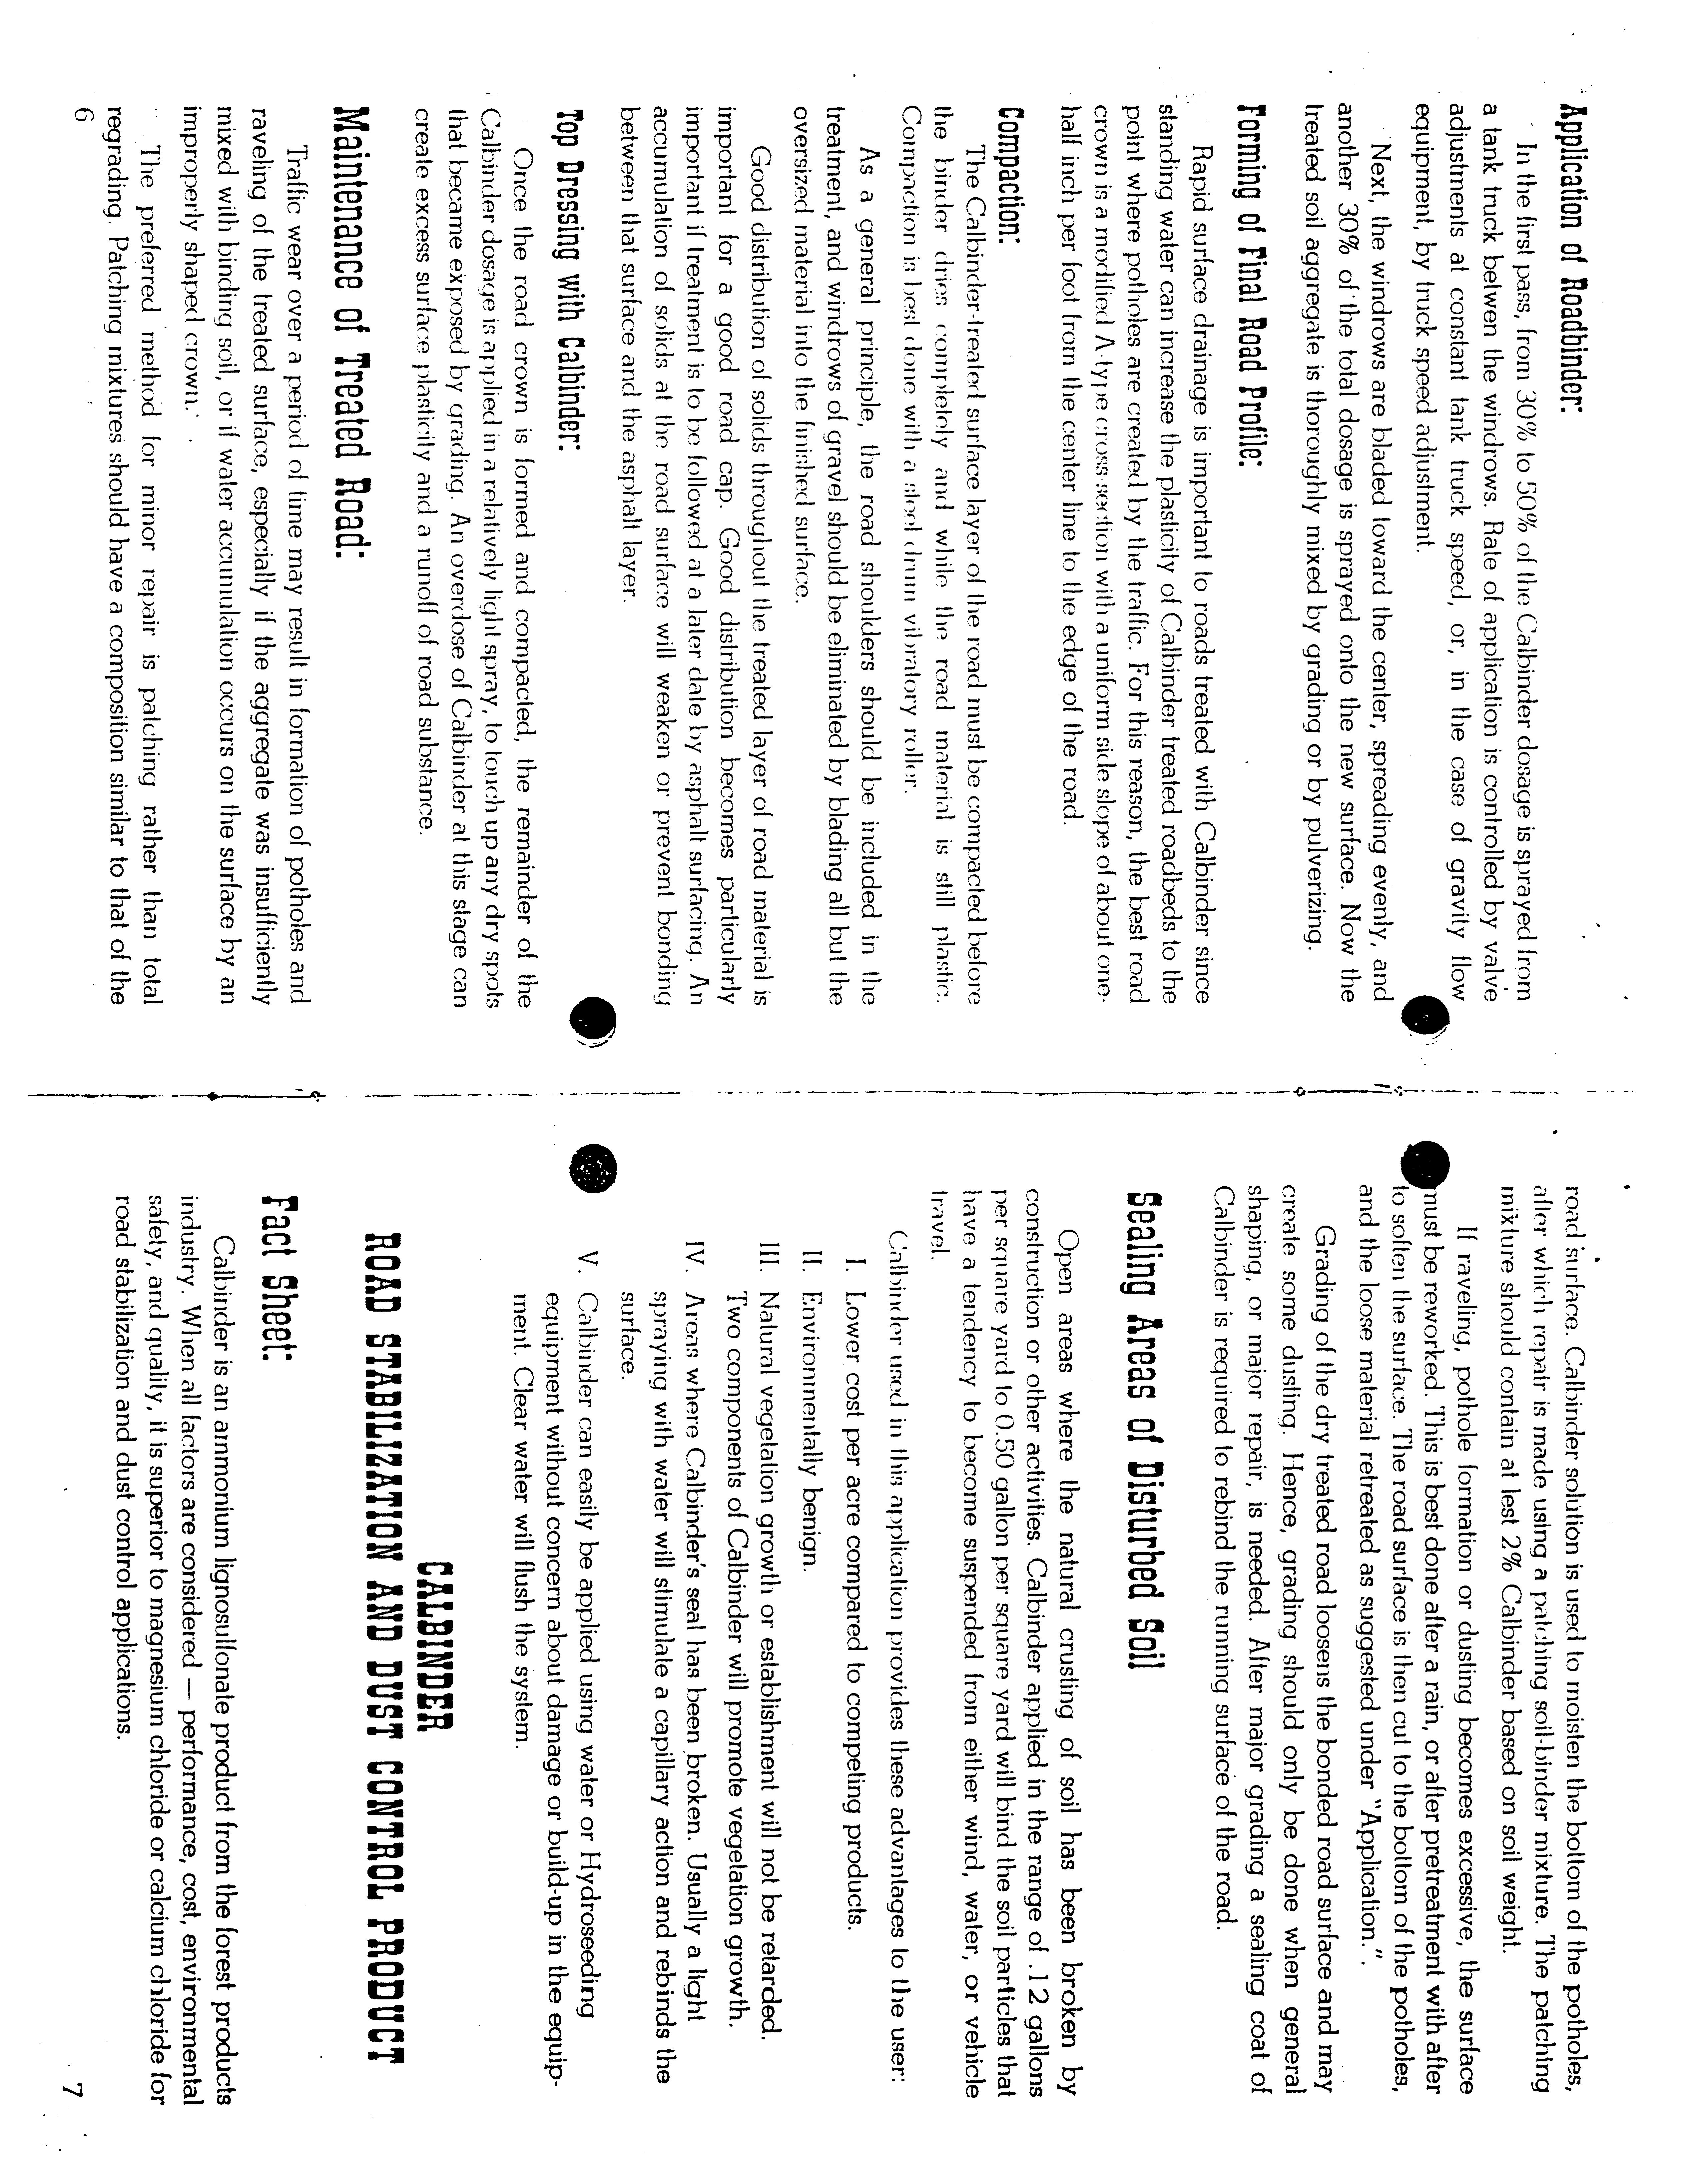 Application of Roadbinder:
In the first pass, from 30% to 50% of the Calbinder dosage is sprayed from
a tank truck betwen the windrows. Rate of application is controlled by valve
adjustments at constant tank truck speed, or, in the case of gravity flow
equipment, by truck speed adjustment.
Next, the windrows are bladed toward the center, spreading evenly, and
another 30% of the total dosage is sprayed onto the new surface. Now the
treated soil aggregate is thoroughly mixed by grading or by pulverizing.
Forming of Final Road Profile:
Rapid surface drainage is important to roads treated with Calbinder since
standing water can increase the plasticity of Calbinder treated roadbeds to the
point where potholes are created by the traffic. For this reason, the best road
crown is a modified A-type cross-section with a uniform side slope of about one-
half inch per foot from the center line to the edge of the road.
Compaction:
The Calbinder-treated surface layer of the road must be compacted before
the binder dries completely and while the road material is still plastic.
Compaction is best done with a steel drum vibratory roller.
As a general principle, the road shoulders should be included in the
treatment, and windrows of gravel should be eliminated by blading all but the
oversized material into the finished surface.
Good distribution of solids throughout the treated layer of road material is
important for a good road cap. Good distribution becomes particularly
important if treatment is to be followed at a later date by asphalt surfacing. An
accumulation of solids at the road surface will weaken or prevent bonding
between that surface and the asphalt layer.
Top Dressing with Calbinder:
Once the road crown is formed and compacted, the remainder of the
Calbinder dosage is applied in a relatively light spray, to touch up any dry spots
that became exposed by grading. An overdose of Calbinder at this stage can
create excess surface plasticity and a runoff of road substance.
Maintenance of Treated Road:
Traffic wear over a period of time may result in formation of potholes and
raveling of the treated surface, especially if the aggregate was insufficiently
mixed with binding soil, or if water accumulation occurs on the surface by an
improperly shaped crown.
The preferred method for minor repair is patching rather than total
regrading. Patching mixtures should have a composition similar to that of the
6
road surface. Calbinder solution is used to moisten the bottom of the potholes,
after which repair is made using a patching soil-binder mixture. The patching
mixture should contain at lest 2% Calbinder based on soil weight.
If raveling, pothole formation or dusting becomes excessive, the surface
must be reworked. This is best done after a rain, or after pretreatment with after
to soften the surface. The road surface is then cut to the bottom of the potholes,
and the loose material retreated as suggested under "Application."
Grading of the dry treated road loosens the bonded road surface and may
create some dusting. Hence, grading should only be done when general
shaping, or major repair, is needed. After major grading a sealing coat of
Calbinder is required to rebind the running surface of the road.
Sealing Areas of Disturbed Soil
Open areas where the natural crusting of soil has been broken by
construction or other activities. Calbinder applied in the range of .12 gallons
per square yard to 0.50 gallon per square yard will bind the soil particles that
have a tendency to become suspended from either wind, water, or vehicle
travel.
Calbinder used in this application provides these advantages to the user:
I. Lower cost per acre compared to competing products.
II. Environmentally benign.
III. Natural vegetation growth or establishment will not be retarded.
Two components of Calbinder will promote vegetation growth.
IV. Areas where Calbinder's seal has been broken. Usually a light
spraying with water will stimulate a capillary action and rebinds the
surface.
V. Calbinder can easily be applied using water or Hydroseeding
equipment without concern about damage or build-up in the equip-
ment. Clear water will flush the system.
CALBINDER
ROAD STABILIZATION AND DUST CONTROL PRODUCT
Fact Sheet:
Calbinder is an ammonium lignosulfonate product from the forest products
industry. When all factors are considered — performance, cost, environmental
safety, and quality, it is superior to magnesium chloride or calcium chloride for
road stabilization and dust control applications.
7